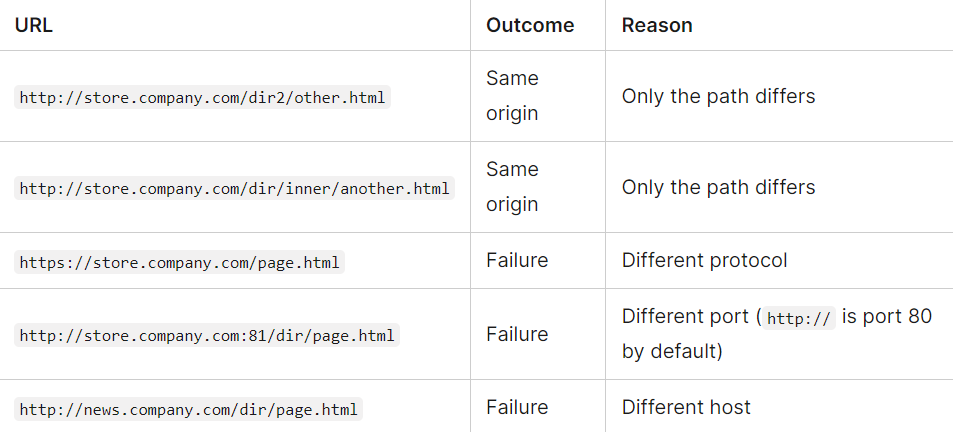 URL Outcome Reason
http://store.company.com/dir2/other.html Same origin Only the path differs
http://store.company.com/dir/inner/another.html Same origin Only the path differs
https://store.company.com/page.html Failure Different protocol
http://store.company.com:81/dir/page.html Failure Different port ( http:// is port 80 by default)
http://news.company.com/dir/page.html Failure Different host